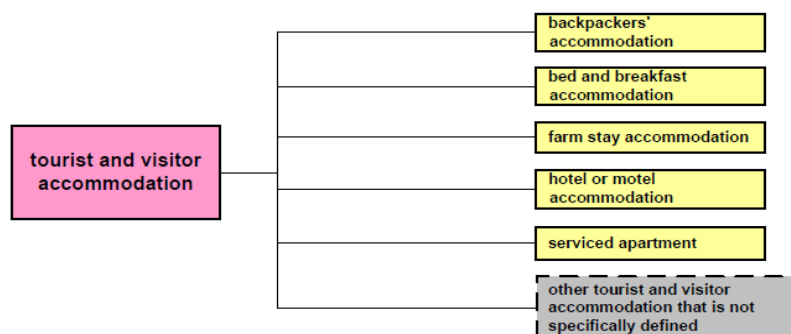 tourist and visitor
accommodation
backpackers'
accommodation
bed and breakfast
accommodation
farm stay accommodation
hotel or motel
accommodation
serviced apartment
other tourist and visitor
accommodation that is not
specifically defined